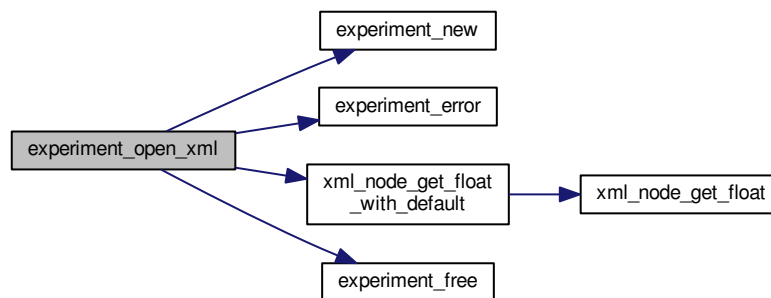 experiment_new
experiment_error
experiment_open_xml
xml_node_get_float
_with_default
xml_node_get_float
experiment_free